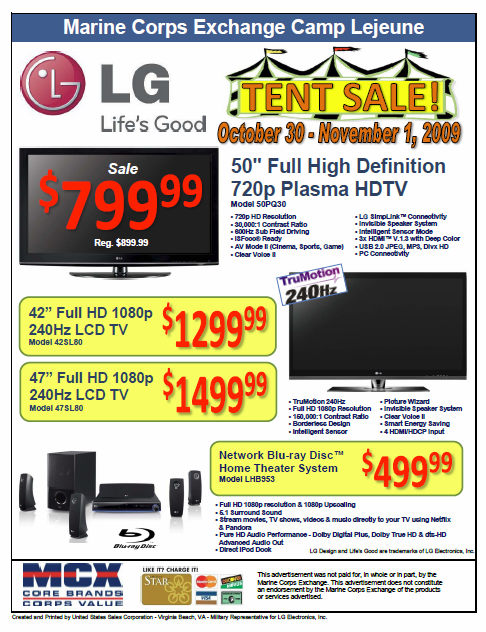 Marine Corps Exchange Camp Lejeune
LG
Life's Good
TENT SALE!
October 30 - November 1, 2009
Sale
$799.99
Reg. $899.99
50" Full High Definition
720p Plasma HDTV
Model 50PQ30
• 720p HD Resolution
• 30,000:1 Contrast Ratio
• 600Hz Sub Field Driving
• ISFccc® Ready
• AV Mode II (Cinema, Sports, Game)
• Clear Voice II
• LG SimpLink™ Connectivity
• Invisible Speaker System
• Intelligent Sensor Mode
• 3x HDMI™ V.1.3 with Deep Color
• USB 2.0 JPEG, MP3, Divx HD
• PC Connectivity
TruMotion
240Hz
42" Full HD 1080p
240Hz LCD TV
Model 42SL80
$1299.99
47" Full HD 1080p
240Hz LCD TV
Model 47SL80
$1499.99
• TruMotion 240Hz
• Full HD 1080p Resolution
• 150,000:1 Contrast Ratio
• Borderless Design
• Intelligent Sensor
• Picture Wizard
• Invisible Speaker System
• Clear Voice II
• Smart Energy Saving
• 4 HDMI/HDCP Input
Network Blu-ray Disc™
Home Theater System
Model LHB953
$499.99
Blu-ray Disc
• Full HD 1080p resolution & 1080p Upscaling
• 5.1 Surround Sound
• Stream movies, TV shows, videos & music directly to your TV using Netflix
& Pandora
• Pure HD Audio Performance - Dolby Digital Plus, Dolby True HD & dts-HD
Advanced Audio Out
• Direct iPod Dock
LG Design and Life's Good are trademarks of LG Electronics, Inc.
MCX
CORE BRANDS
CORPS VALUE
LIKE IT? CHARGE IT!
STAR
MasterCard
VISA
This advertisement was not paid for, in whole or in part, by the
Marine Corps Exchange. This advertisement does not constitute
an endorsement by the Marine Corps Exchange of the products
or services advertised.
Created and Printed by United States Sales Corporation - Virginia Beach, VA - Military Representative for LG Electronics, Inc.